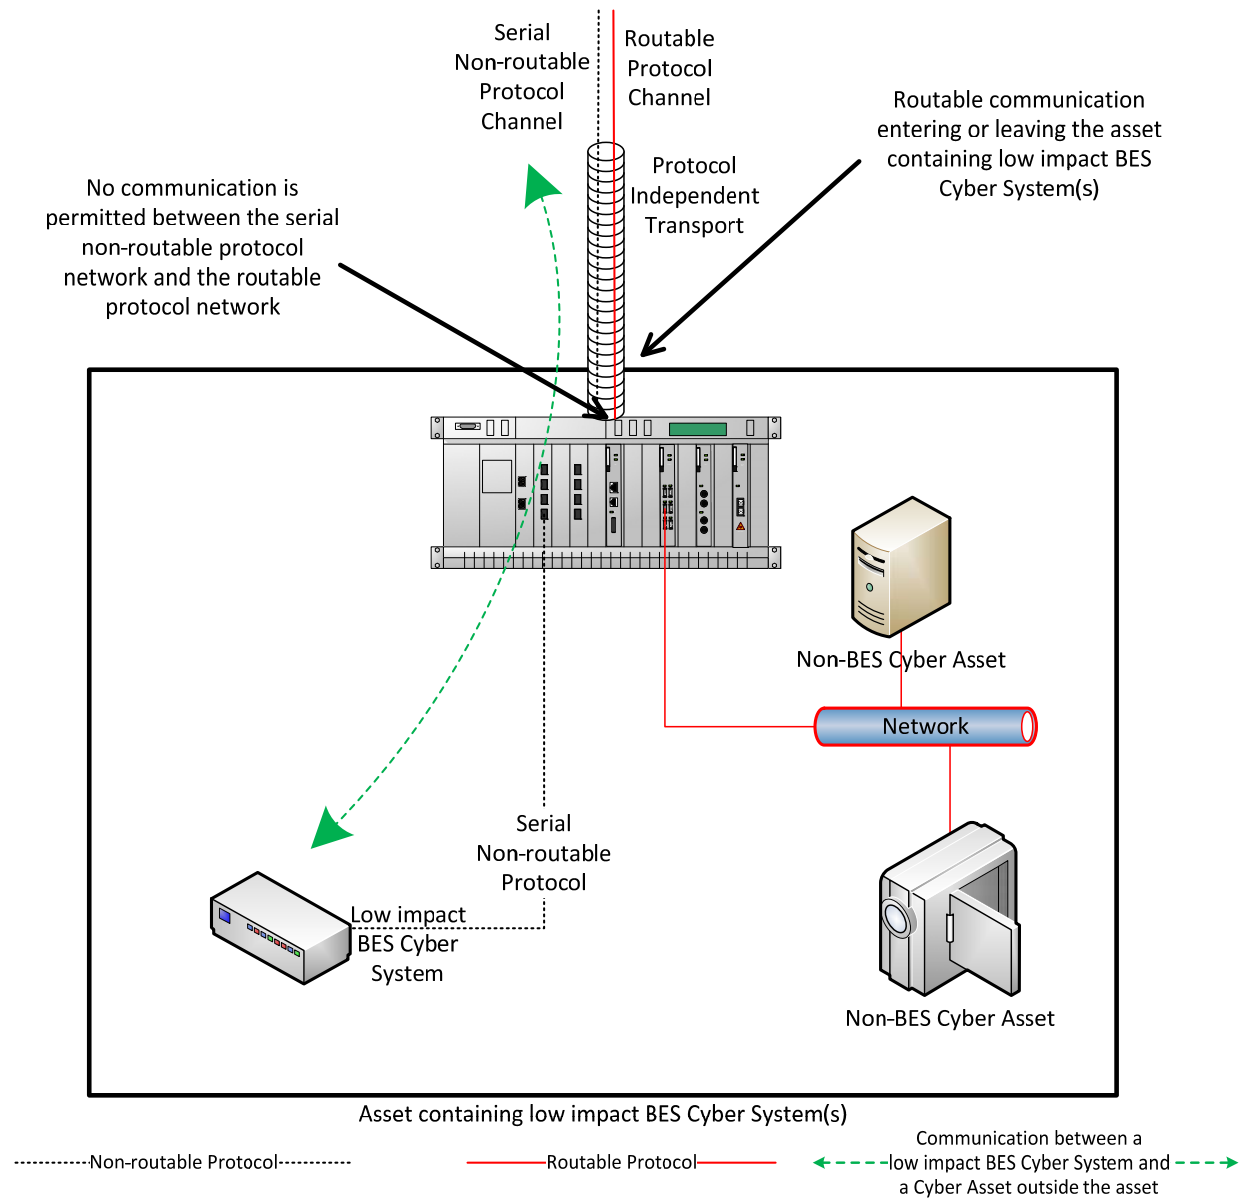 Serial
Non-routable
Protocol
Channel
Routable
Protocol
Channel
Routable communication
entering or leaving the asset
containing low impact BES
Cyber System(s)
Protocol
Independent
Transport
No communication is
permitted between the serial
non-routable protocol
network and the routable
protocol network
Non-BES Cyber Asset
Network
Serial
Non-routable
Protocol
Low impact
BES Cyber
System
Non-BES Cyber Asset
Asset containing low impact BES Cyber System(s)
Non-routable Protocol
Routable Protocol
Communication between a
low impact BES Cyber System and
a Cyber Asset outside the asset